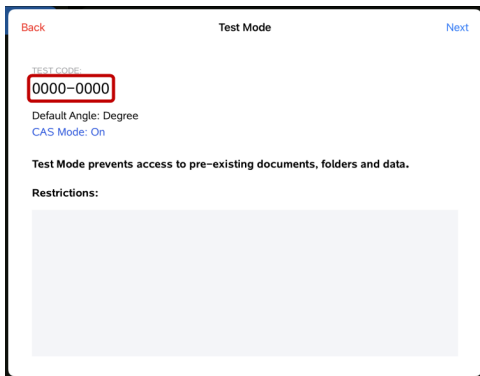 Back Test Mode Next
TEST CODE:
0000-0000
Default Angle: Degree
CAS Mode: On
Test Mode prevents access to pre-existing documents, folders and data.
Restrictions: